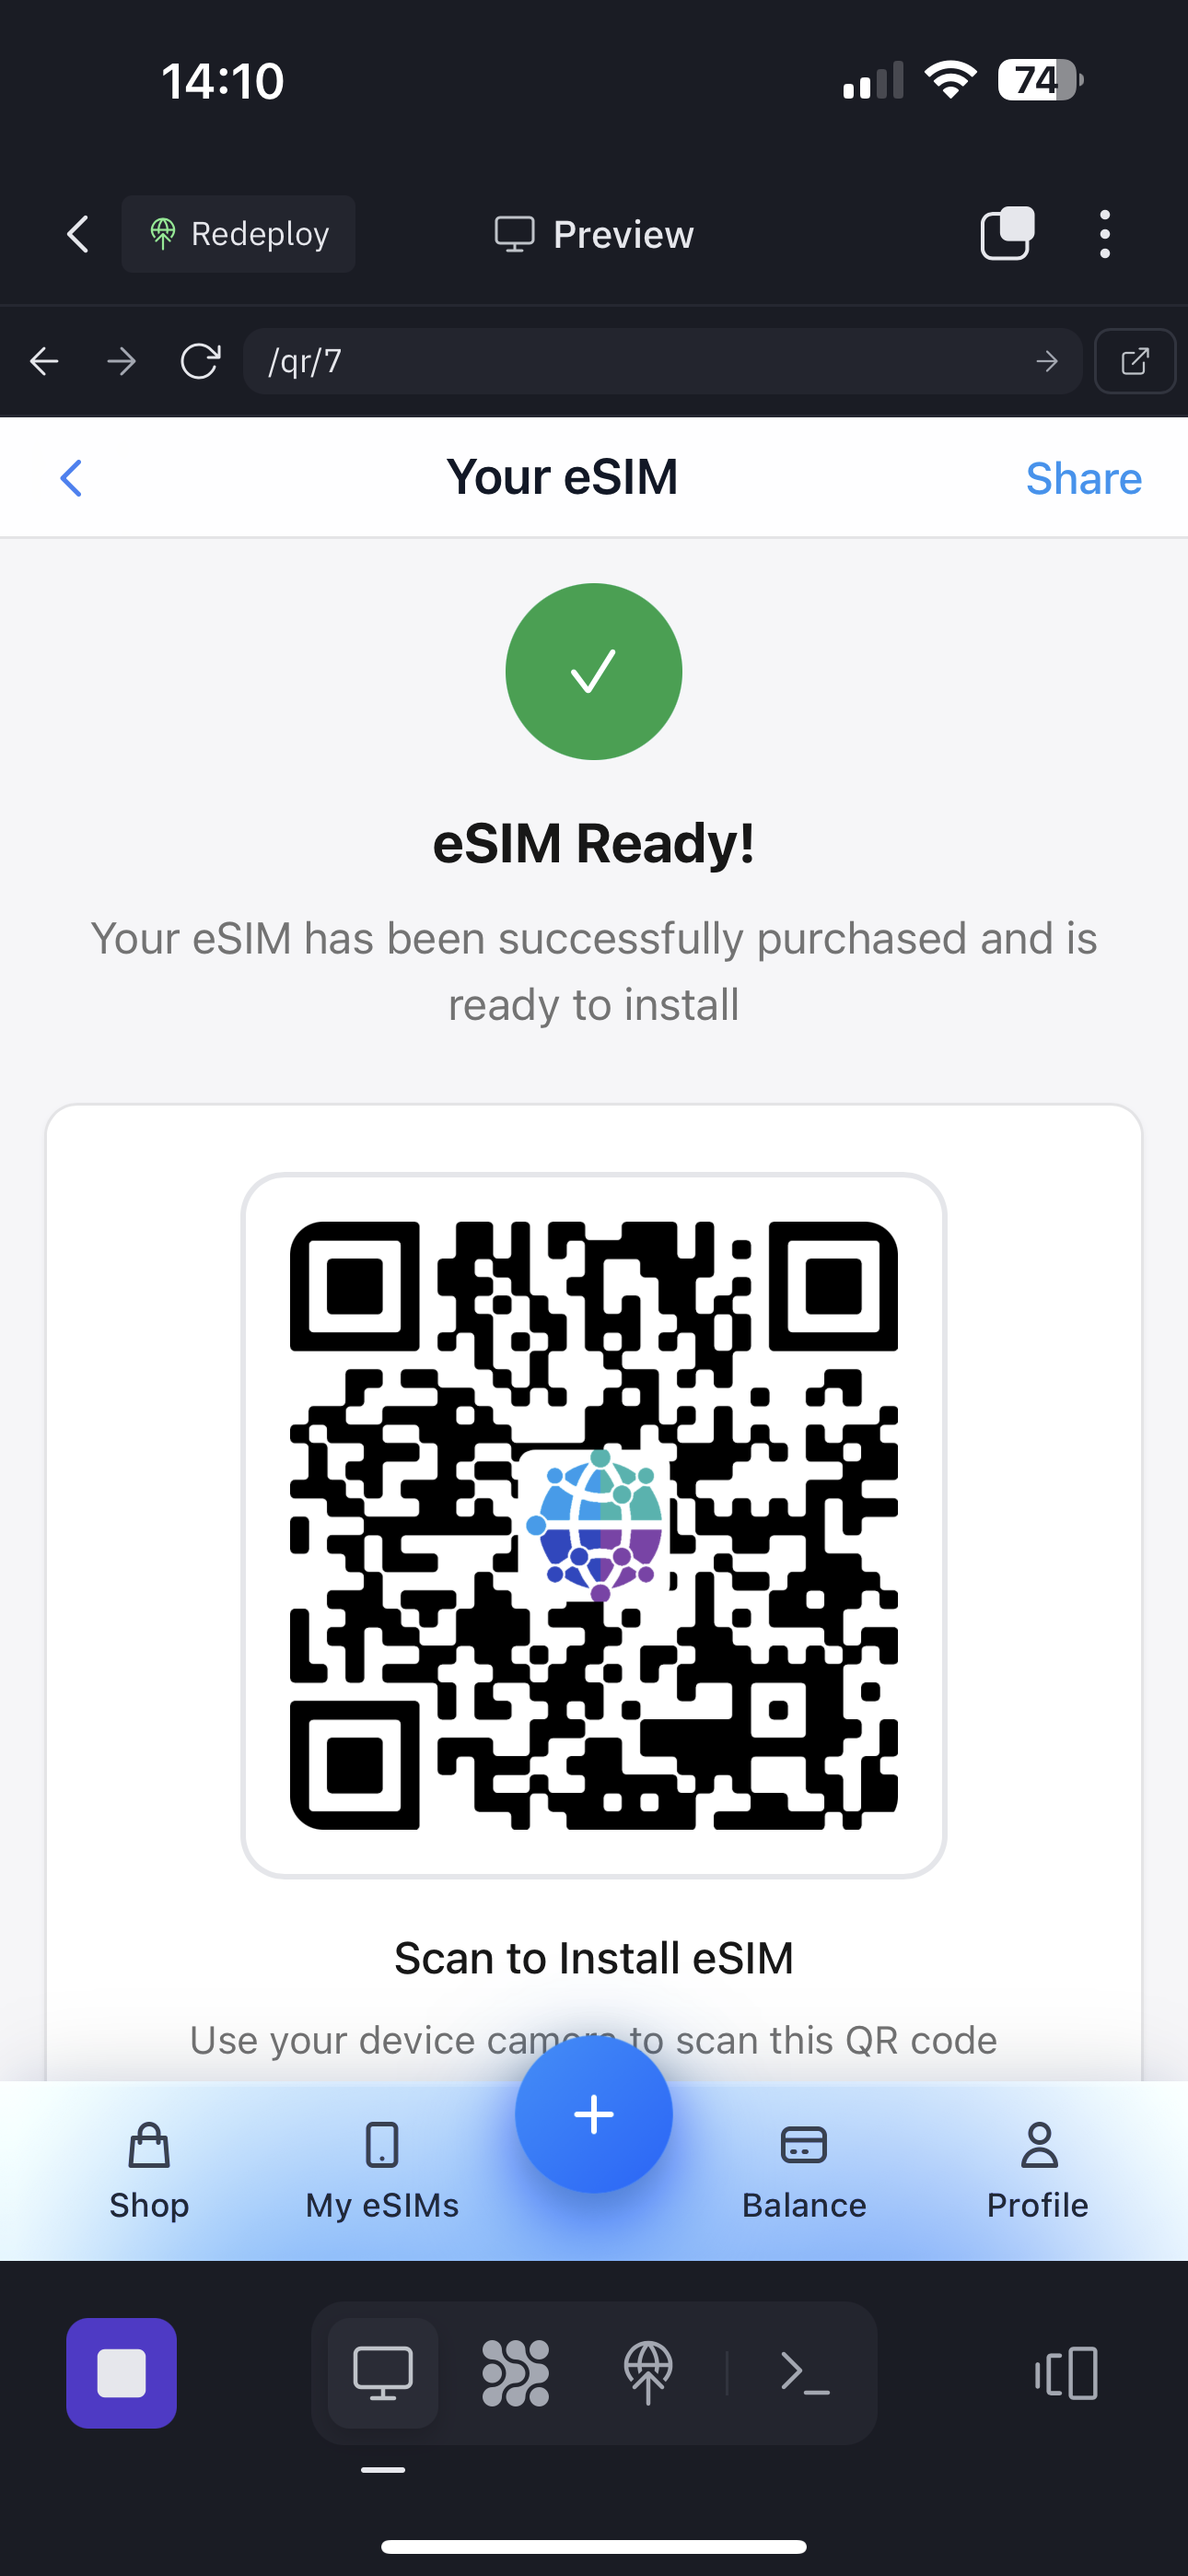 14:10
74
Redeploy
Preview
/qr/7
Your eSIM
Share
eSIM Ready!
Your eSIM has been successfully purchased and is
ready to install
Scan to Install eSIM
Use your device camera to scan this QR code
Shop
My eSIMs
Balance
Profile